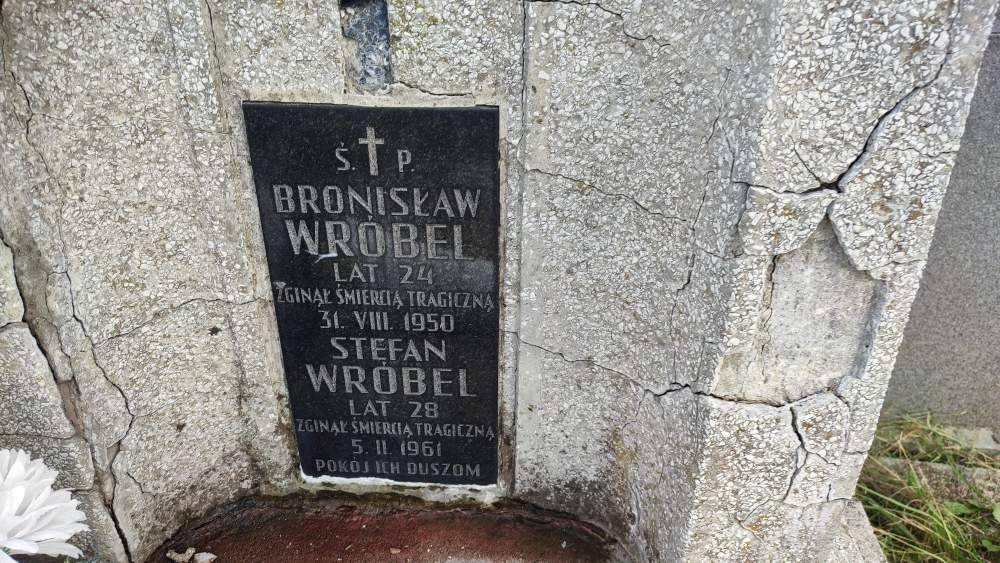 Ś. P.
BRONISŁAW
WRÓBEL
LAT 24
ZGINĄŁ ŚMIERCIĄ TRAGICZNĄ
31. VIII. 1950
STEFAN
WRÓBEL
LAT 28
ZGINĄŁ ŚMIERCIĄ TRAGICZNĄ
5. II. 1961
POKÓJ ICH DUSZOM